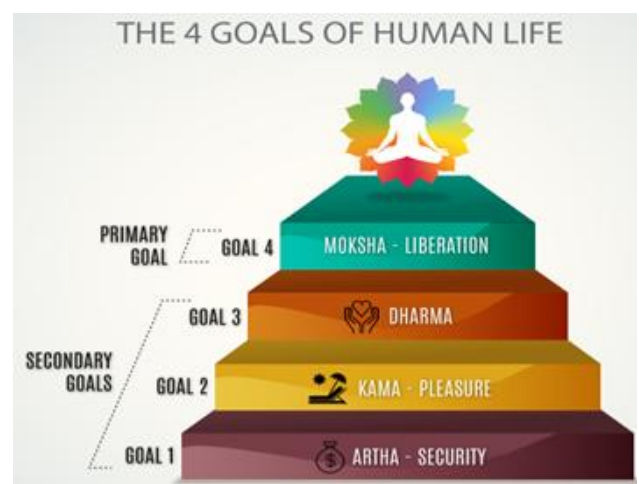 THE 4 GOALS OF HUMAN LIFE
PRIMARY
GOAL
GOAL 4
MOKSHA - LIBERATION
GOAL 3
DHARMA
SECONDARY
GOALS
GOAL 2
KAMA - PLEASURE
GOAL 1
$
ARTHA - SECURITY